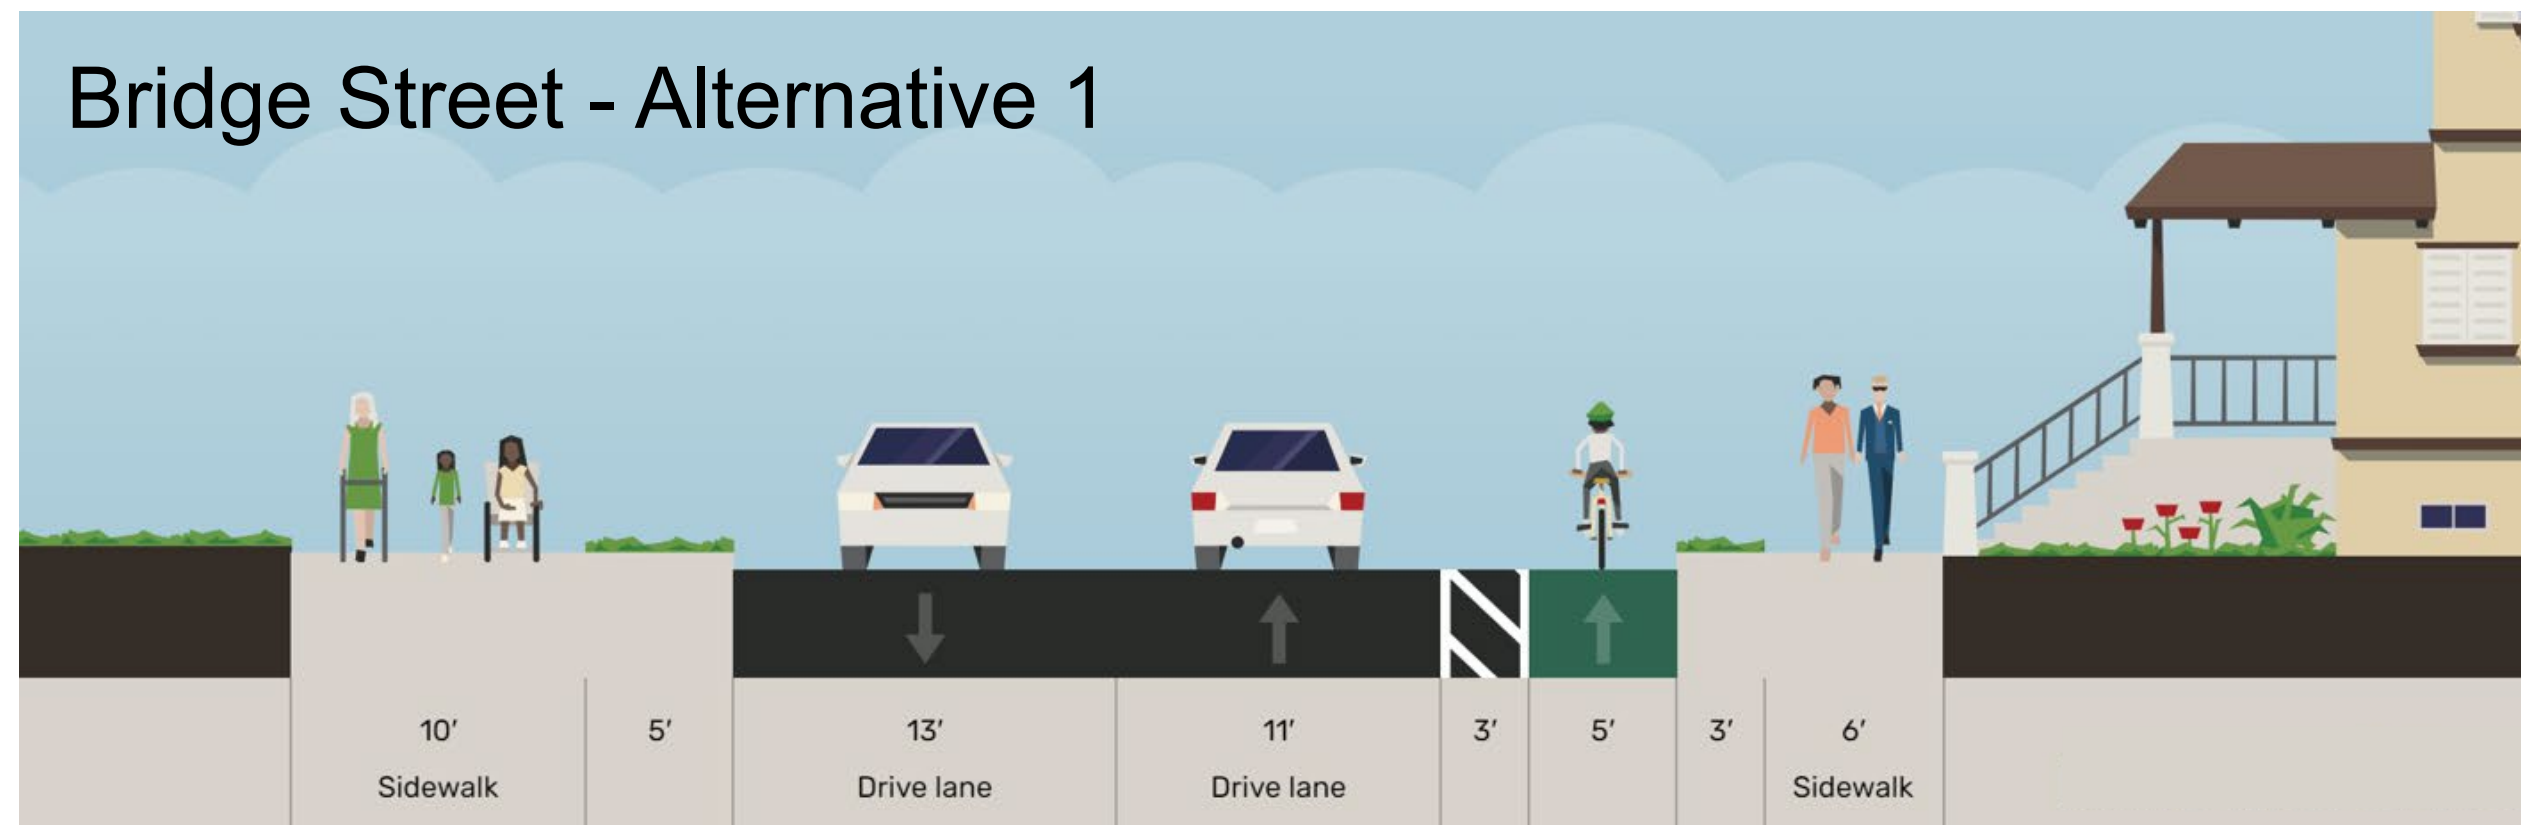 Bridge Street - Alternative 1
10′ 5′ 13′ 11′ 3′ 5′ 3′ 6′
Sidewalk Drive lane Drive lane Sidewalk